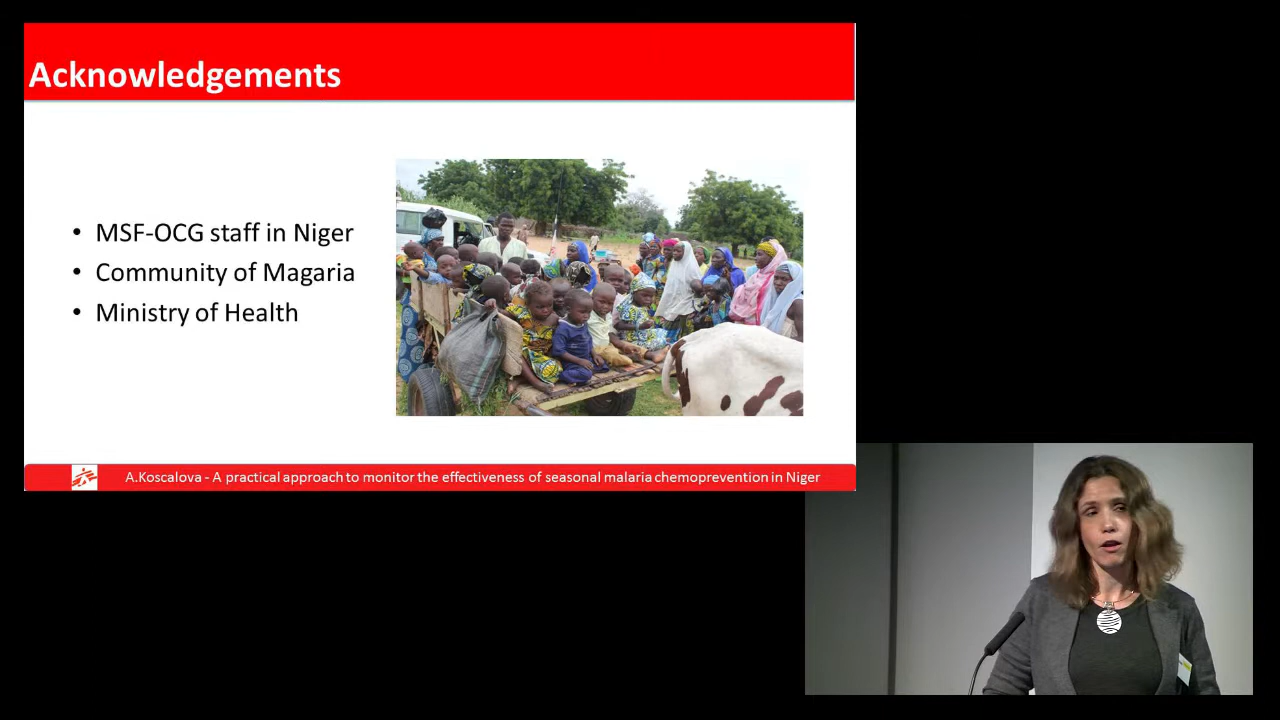 Acknowledgements
• MSF-OCG staff in Niger
• Community of Magaria
• Ministry of Health
A.Koscalova - A practical approach to monitor the effectiveness of seasonal malaria chemoprevention in Niger